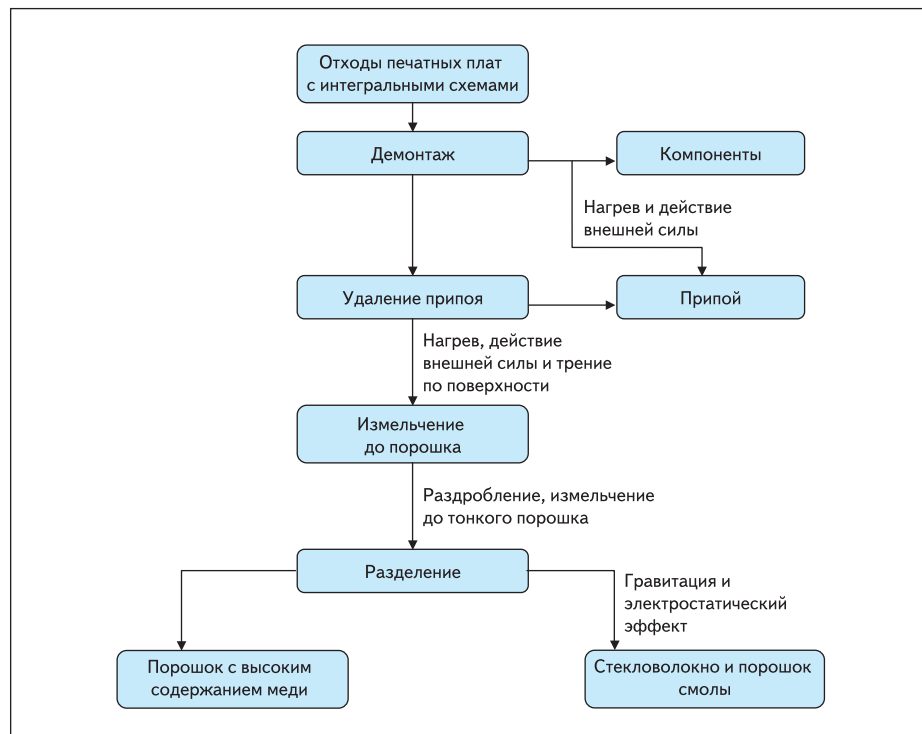 Отходы печатных плат
с интегральными схемами
Демонтаж
Компоненты
Нагрев и действие
внешней силы
Удаление припоя
Припой
Нагрев, действие
внешней силы и трение
по поверхности
Измельчение
до порошка
Раздробление, измельчение
до тонкого порошка
Разделение
Гравитация и
электростатический
эффект
Порошок с высоким
содержанием меди
Стекловолокно и порошок
смолы